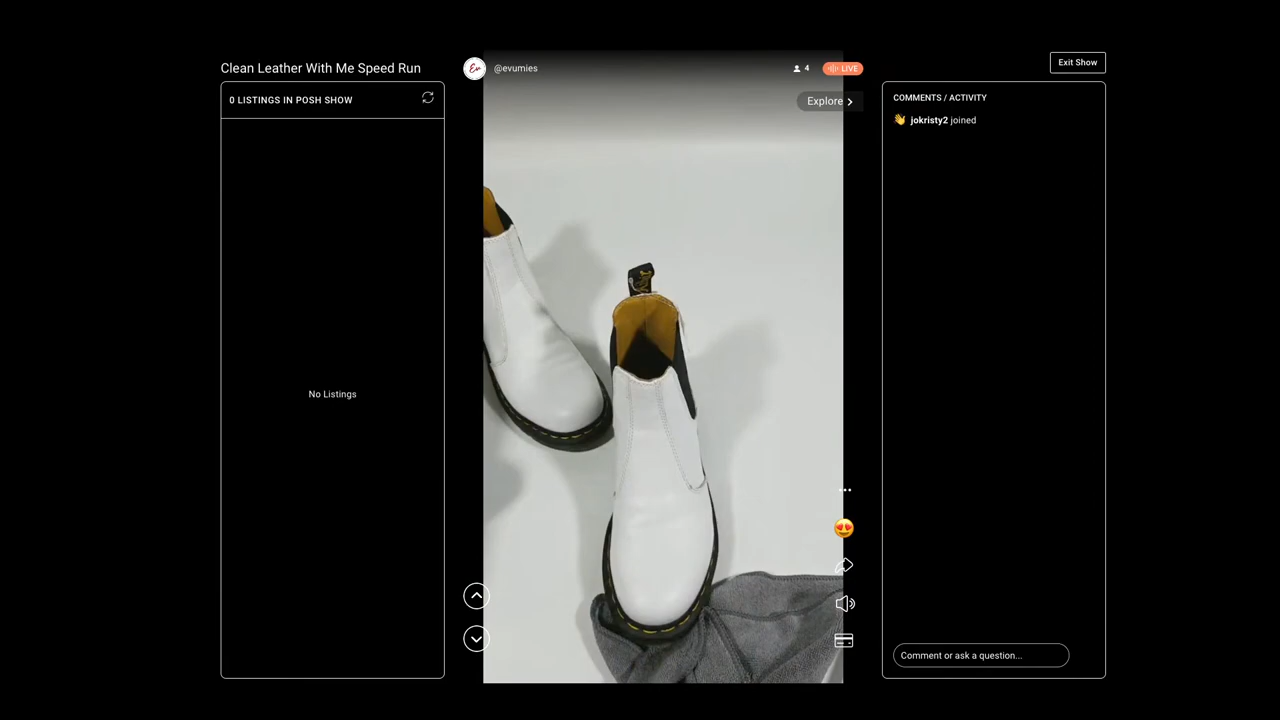 Clean Leather With Me Speed Run
Ev
@evumies
4
LIVE
Exit Show
0 LISTINGS IN POSH SHOW
Explore
COMMENTS / ACTIVITY
👋 jokristy2 joined
No Listings
Comment or ask a question...